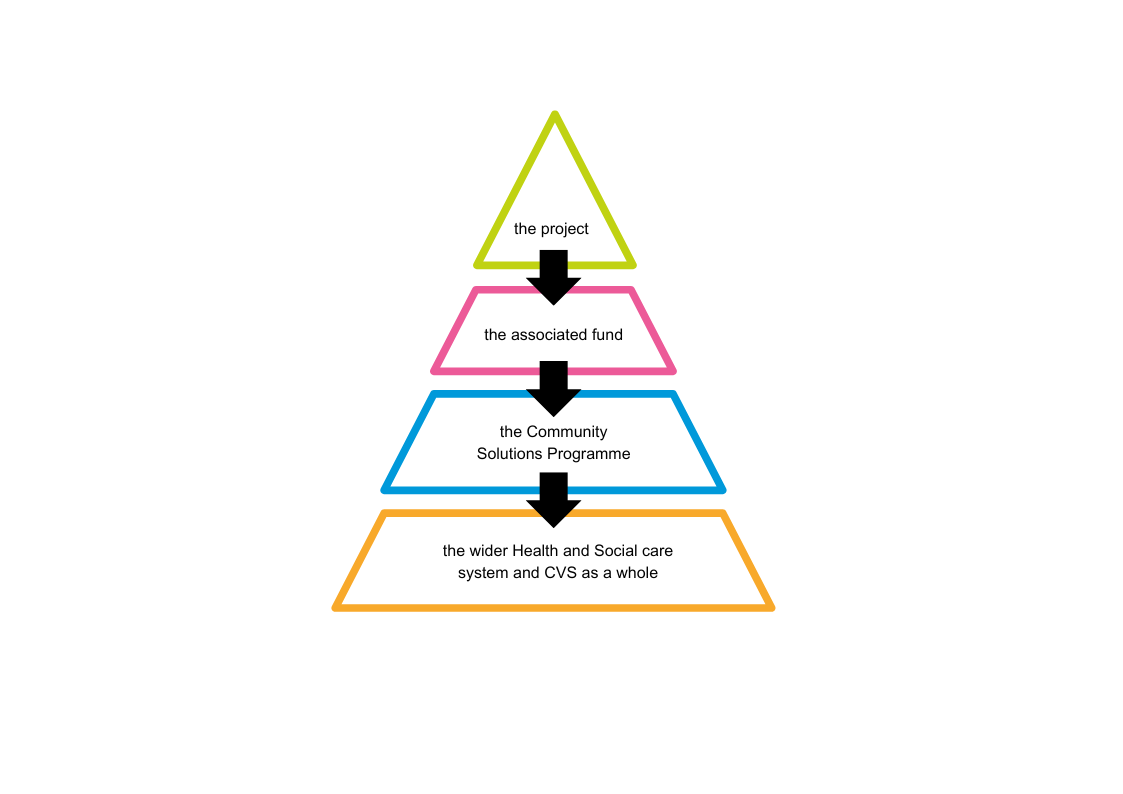 the project
the associated fund
the Community
Solutions Programme
the wider Health and Social care
system and CVS as a whole